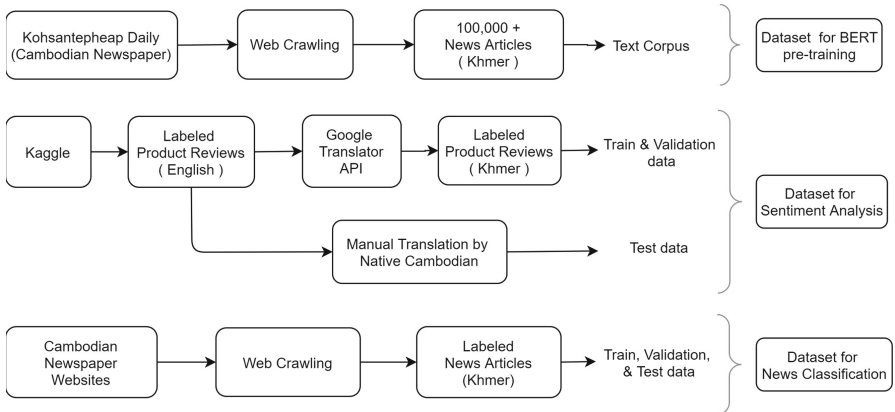 Kohsantepheap Daily
(Cambodian Newspaper)
Web Crawling
100,000 +
News Articles
( Khmer )
Text Corpus
Dataset for BERT
pre-training
Kaggle
Labeled
Product Reviews
( English )
Google
Translator
API
Labeled
Product Reviews
( Khmer )
Train & Validation
data
Manual Translation by
Native Cambodian
Test data
Dataset for
Sentiment Analysis
Cambodian
Newspaper
Websites
Web Crawling
Labeled
News Articles
(Khmer)
Train, Validation,
& Test data
Dataset for
News Classification